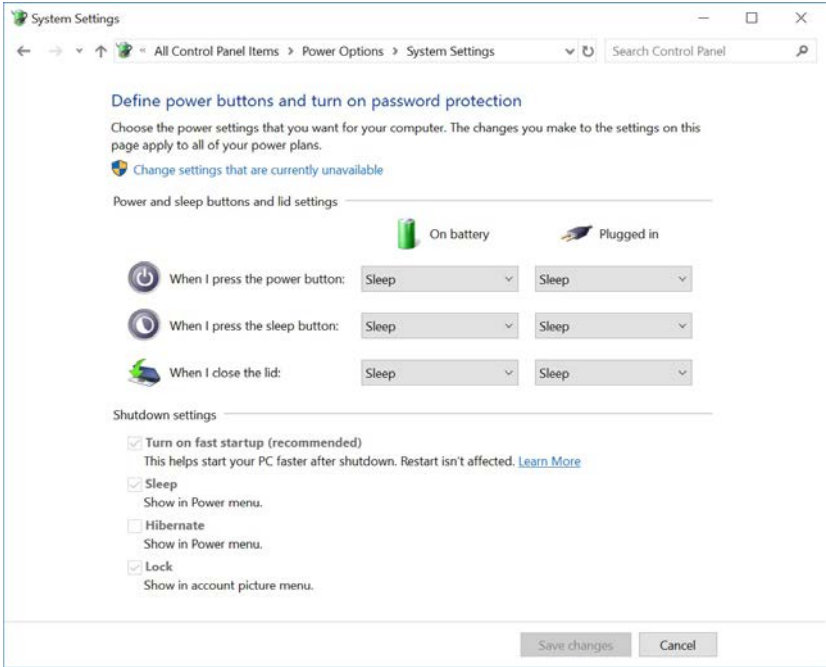 System Settings
« All Control Panel Items > Power Options > System Settings
Search Control Panel
Define power buttons and turn on password protection
Choose the power settings that you want for your computer. The changes you make to the settings on this
page apply to all of your power plans.
Change settings that are currently unavailable
Power and sleep buttons and lid settings
On battery Plugged in
When I press the power button: Sleep Sleep
When I press the sleep button: Sleep Sleep
When I close the lid: Sleep Sleep
Shutdown settings
Turn on fast startup (recommended)
This helps start your PC faster after shutdown. Restart isn't affected. Learn More
Sleep
Show in Power menu.
Hibernate
Show in Power menu.
Lock
Show in account picture menu.
Save changes Cancel